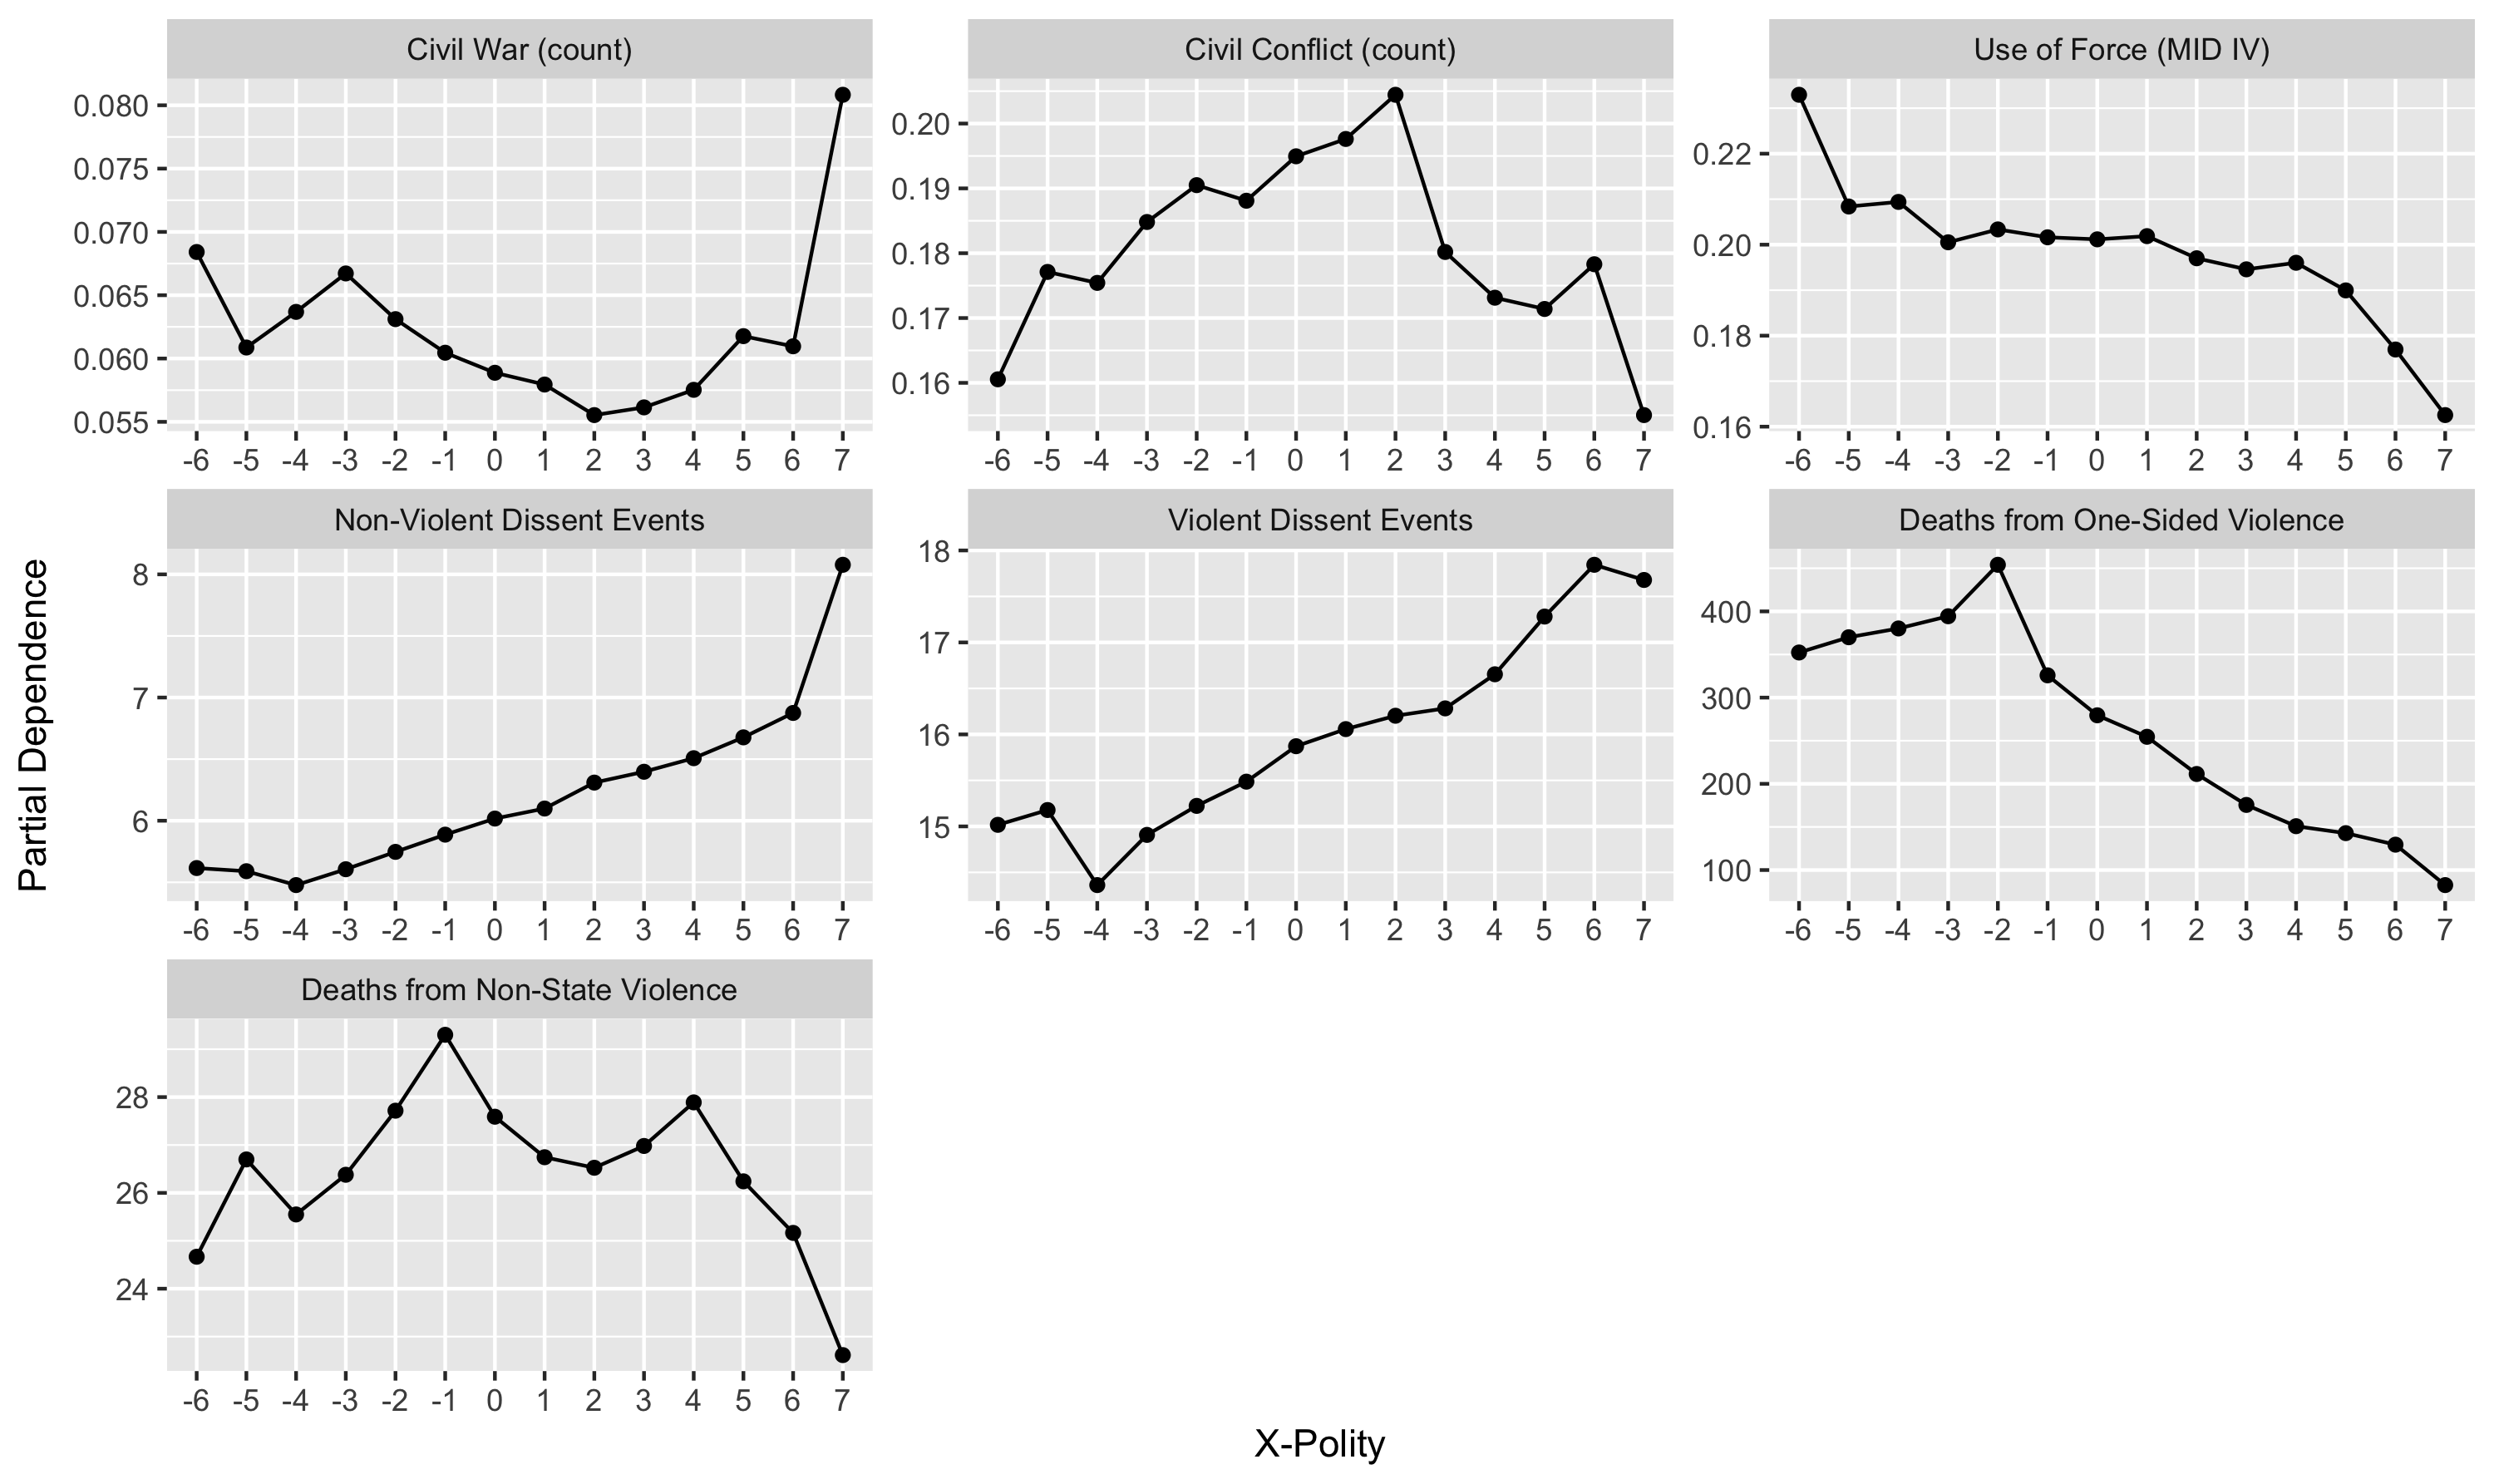 Civil War (count)
Civil Conflict (count)
Use of Force (MID IV)
0.080
0.075
0.070
0.065
0.060
0.055
0.20
0.19
0.18
0.17
0.16
0.22
0.20
0.18
0.16
-6 -5 -4 -3 -2 -1 0 1 2 3 4 5 6 7
-6 -5 -4 -3 -2 -1 0 1 2 3 4 5 6 7
-6 -5 -4 -3 -2 -1 0 1 2 3 4 5 6 7
Non-Violent Dissent Events
Violent Dissent Events
Deaths from One-Sided Violence
Partial Dependence
8
7
6
18
17
16
15
400
300
200
100
-6 -5 -4 -3 -2 -1 0 1 2 3 4 5 6 7
-6 -5 -4 -3 -2 -1 0 1 2 3 4 5 6 7
-6 -5 -4 -3 -2 -1 0 1 2 3 4 5 6 7
Deaths from Non-State Violence
28
26
24
-6 -5 -4 -3 -2 -1 0 1 2 3 4 5 6 7
X-Polity